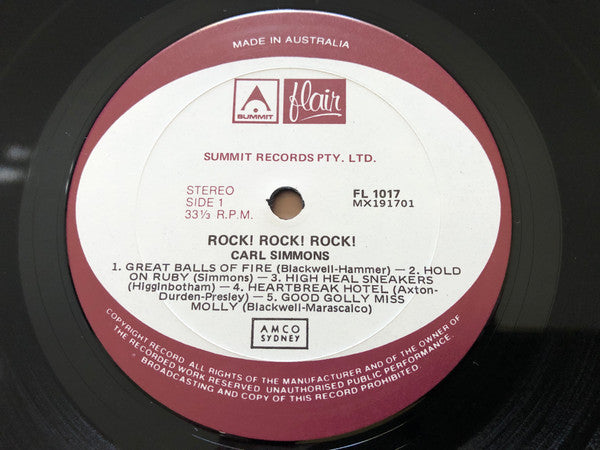 MADE IN AUSTRALIA
SUMMIT
flair
SUMMIT RECORDS PTY. LTD.
STEREO
SIDE 1
33⅓ R.P.M.
FL 1017
MX191701
ROCK! ROCK! ROCK!
CARL SIMMONS
1. GREAT BALLS OF FIRE (Blackwell-Hammer) — 2. HOLD
ON RUBY (Simmons) — 3. HIGH HEAL SNEAKERS
(Higginbotham) — 4. HEARTBREAK HOTEL (Axton-
Durden-Presley) — 5. GOOD GOLLY MISS
MOLLY (Blackwell-Marascalco)
AMCO
SYDNEY
COPYRIGHT RECORD. ALL RIGHTS OF THE MANUFACTURER AND OF THE OWNER OF
THE RECORDED WORK RESERVED. UNAUTHORISED PUBLIC PERFORMANCE,
BROADCASTING AND COPY OF THIS RECORD PROHIBITED.